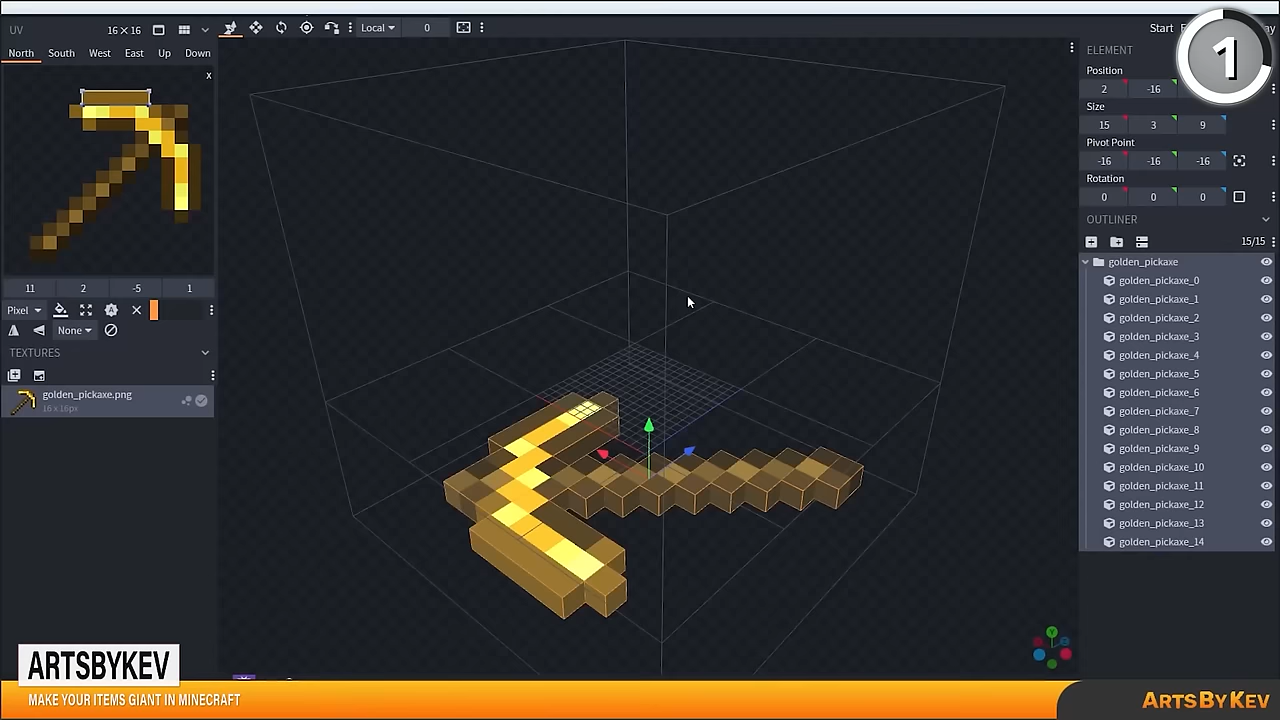 UV
16 × 16
Local
0
Start
North
South
West
East
Up
Down
x
11
2
-5
1
Pixel
None
TEXTURES
golden_pickaxe.png
16 x 16px
1
ELEMENT
Position
2
-16
Size
15
3
9
Pivot Point
-16
-16
-16
Rotation
0
0
0
OUTLINER
15/15
golden_pickaxe
golden_pickaxe_0
golden_pickaxe_1
golden_pickaxe_2
golden_pickaxe_3
golden_pickaxe_4
golden_pickaxe_5
golden_pickaxe_6
golden_pickaxe_7
golden_pickaxe_8
golden_pickaxe_9
golden_pickaxe_10
golden_pickaxe_11
golden_pickaxe_12
golden_pickaxe_13
golden_pickaxe_14
ARTSBYKEV
MAKE YOUR ITEMS GIANT IN MINECRAFT
ARTSBYKEV